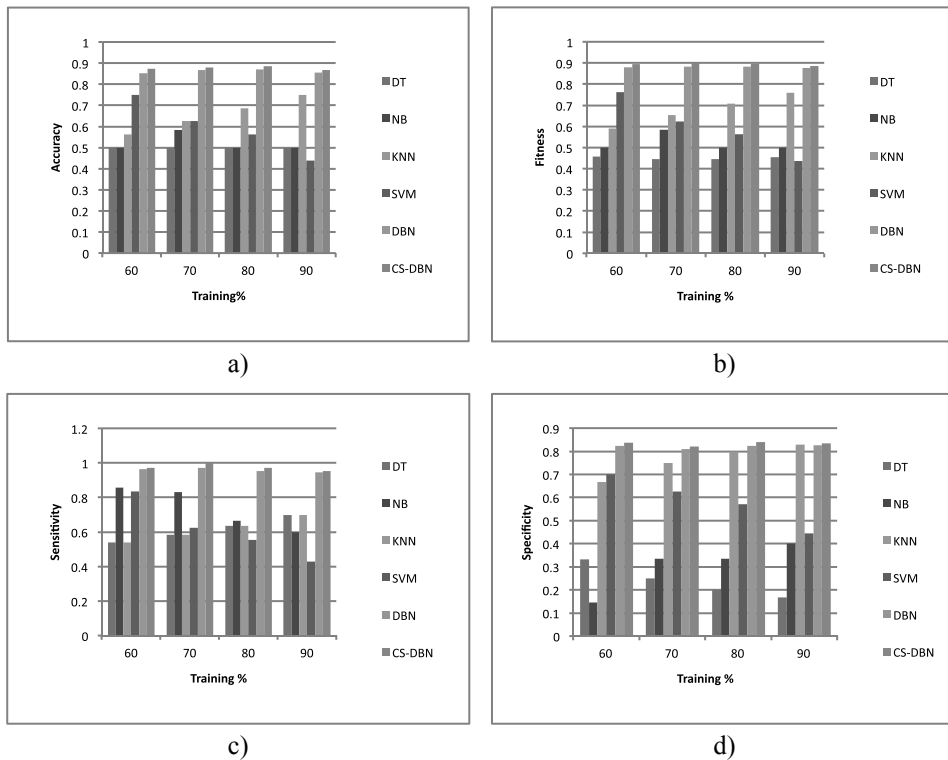 1
0.9
0.8
0.7
0.6
0.5
0.4
0.3
0.2
0.1
0
Accuracy
60 70 80 90
Training%
DT
NB
KNN
SVM
DBN
CS-DBN
a)
1
0.9
0.8
0.7
0.6
0.5
0.4
0.3
0.2
0.1
0
Fitness
60 70 80 90
Training %
DT
NB
KNN
SVM
DBN
CS-DBN
b)
1.2
1
0.8
0.6
0.4
0.2
0
Sensitivity
60 70 80 90
Training %
DT
NB
KNN
SVM
DBN
CS-DBN
c)
0.9
0.8
0.7
0.6
0.5
0.4
0.3
0.2
0.1
0
Specificity
60 70 80 90
Training %
DT
NB
KNN
SVM
DBN
CS-DBN
d)